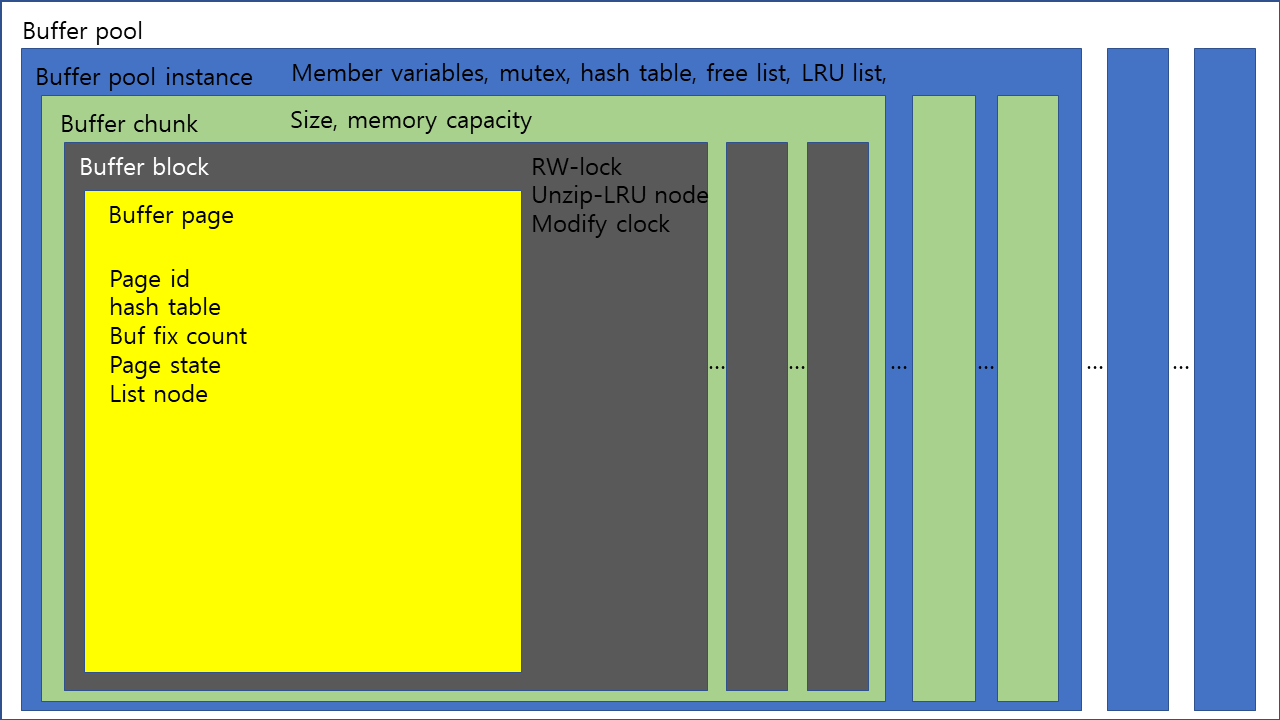 Buffer pool
Buffer pool instance
Member variables, mutex, hash table, free list, LRU list,
Buffer chunk
Size, memory capacity
Buffer block
RW-lock
Unzip-LRU node
Modify clock
Buffer page
Page id
hash table
Buf fix count
Page state
List node
... ... ... ... ... ...